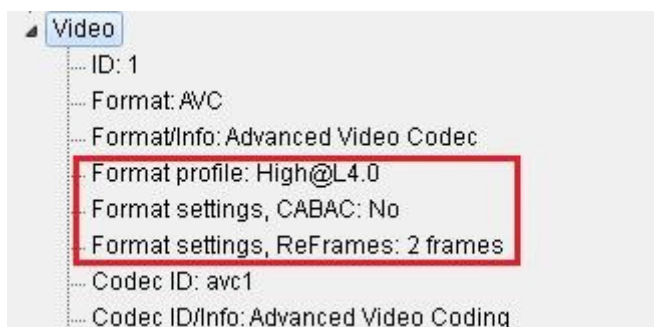 Video
ID: 1
Format: AVC
Format/Info: Advanced Video Codec
Format profile: High@L4.0
Format settings, CABAC: No
Format settings, ReFrames: 2 frames
Codec ID: avc1
Codec ID/Info: Advanced Video Coding